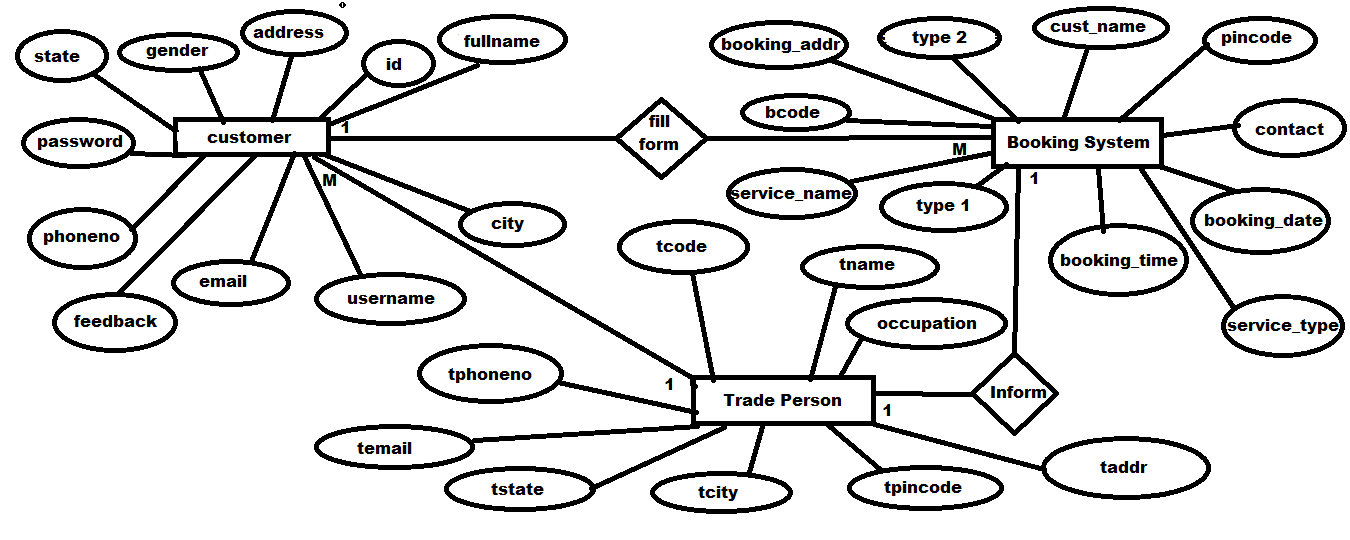 state
gender
address
id
fullname
booking_addr
type 2
cust_name
pincode
password
customer
1
fill
form
bcode
M
Booking System
contact
M
service_name
type 1
1
booking_date
phoneno
city
tcode
booking_time
email
username
tname
feedback
occupation
service_type
tphoneno
1
Trade Person
1
Inform
temail
tstate
tcity
tpincode
taddr